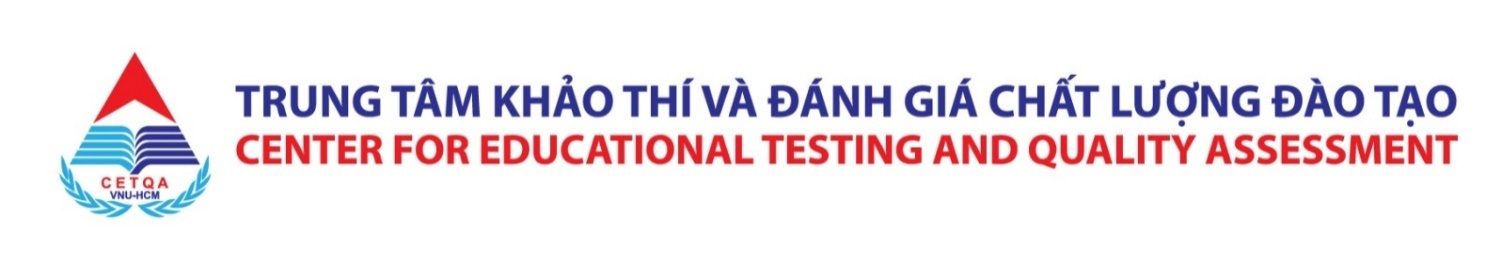 TRUNG TÂM KHẢO THÍ VÀ ĐÁNH GIÁ CHẤT LƯỢNG ĐÀO TẠO
CENTER FOR EDUCATIONAL TESTING AND QUALITY ASSESSMENT
CETQA
VNU-HCM